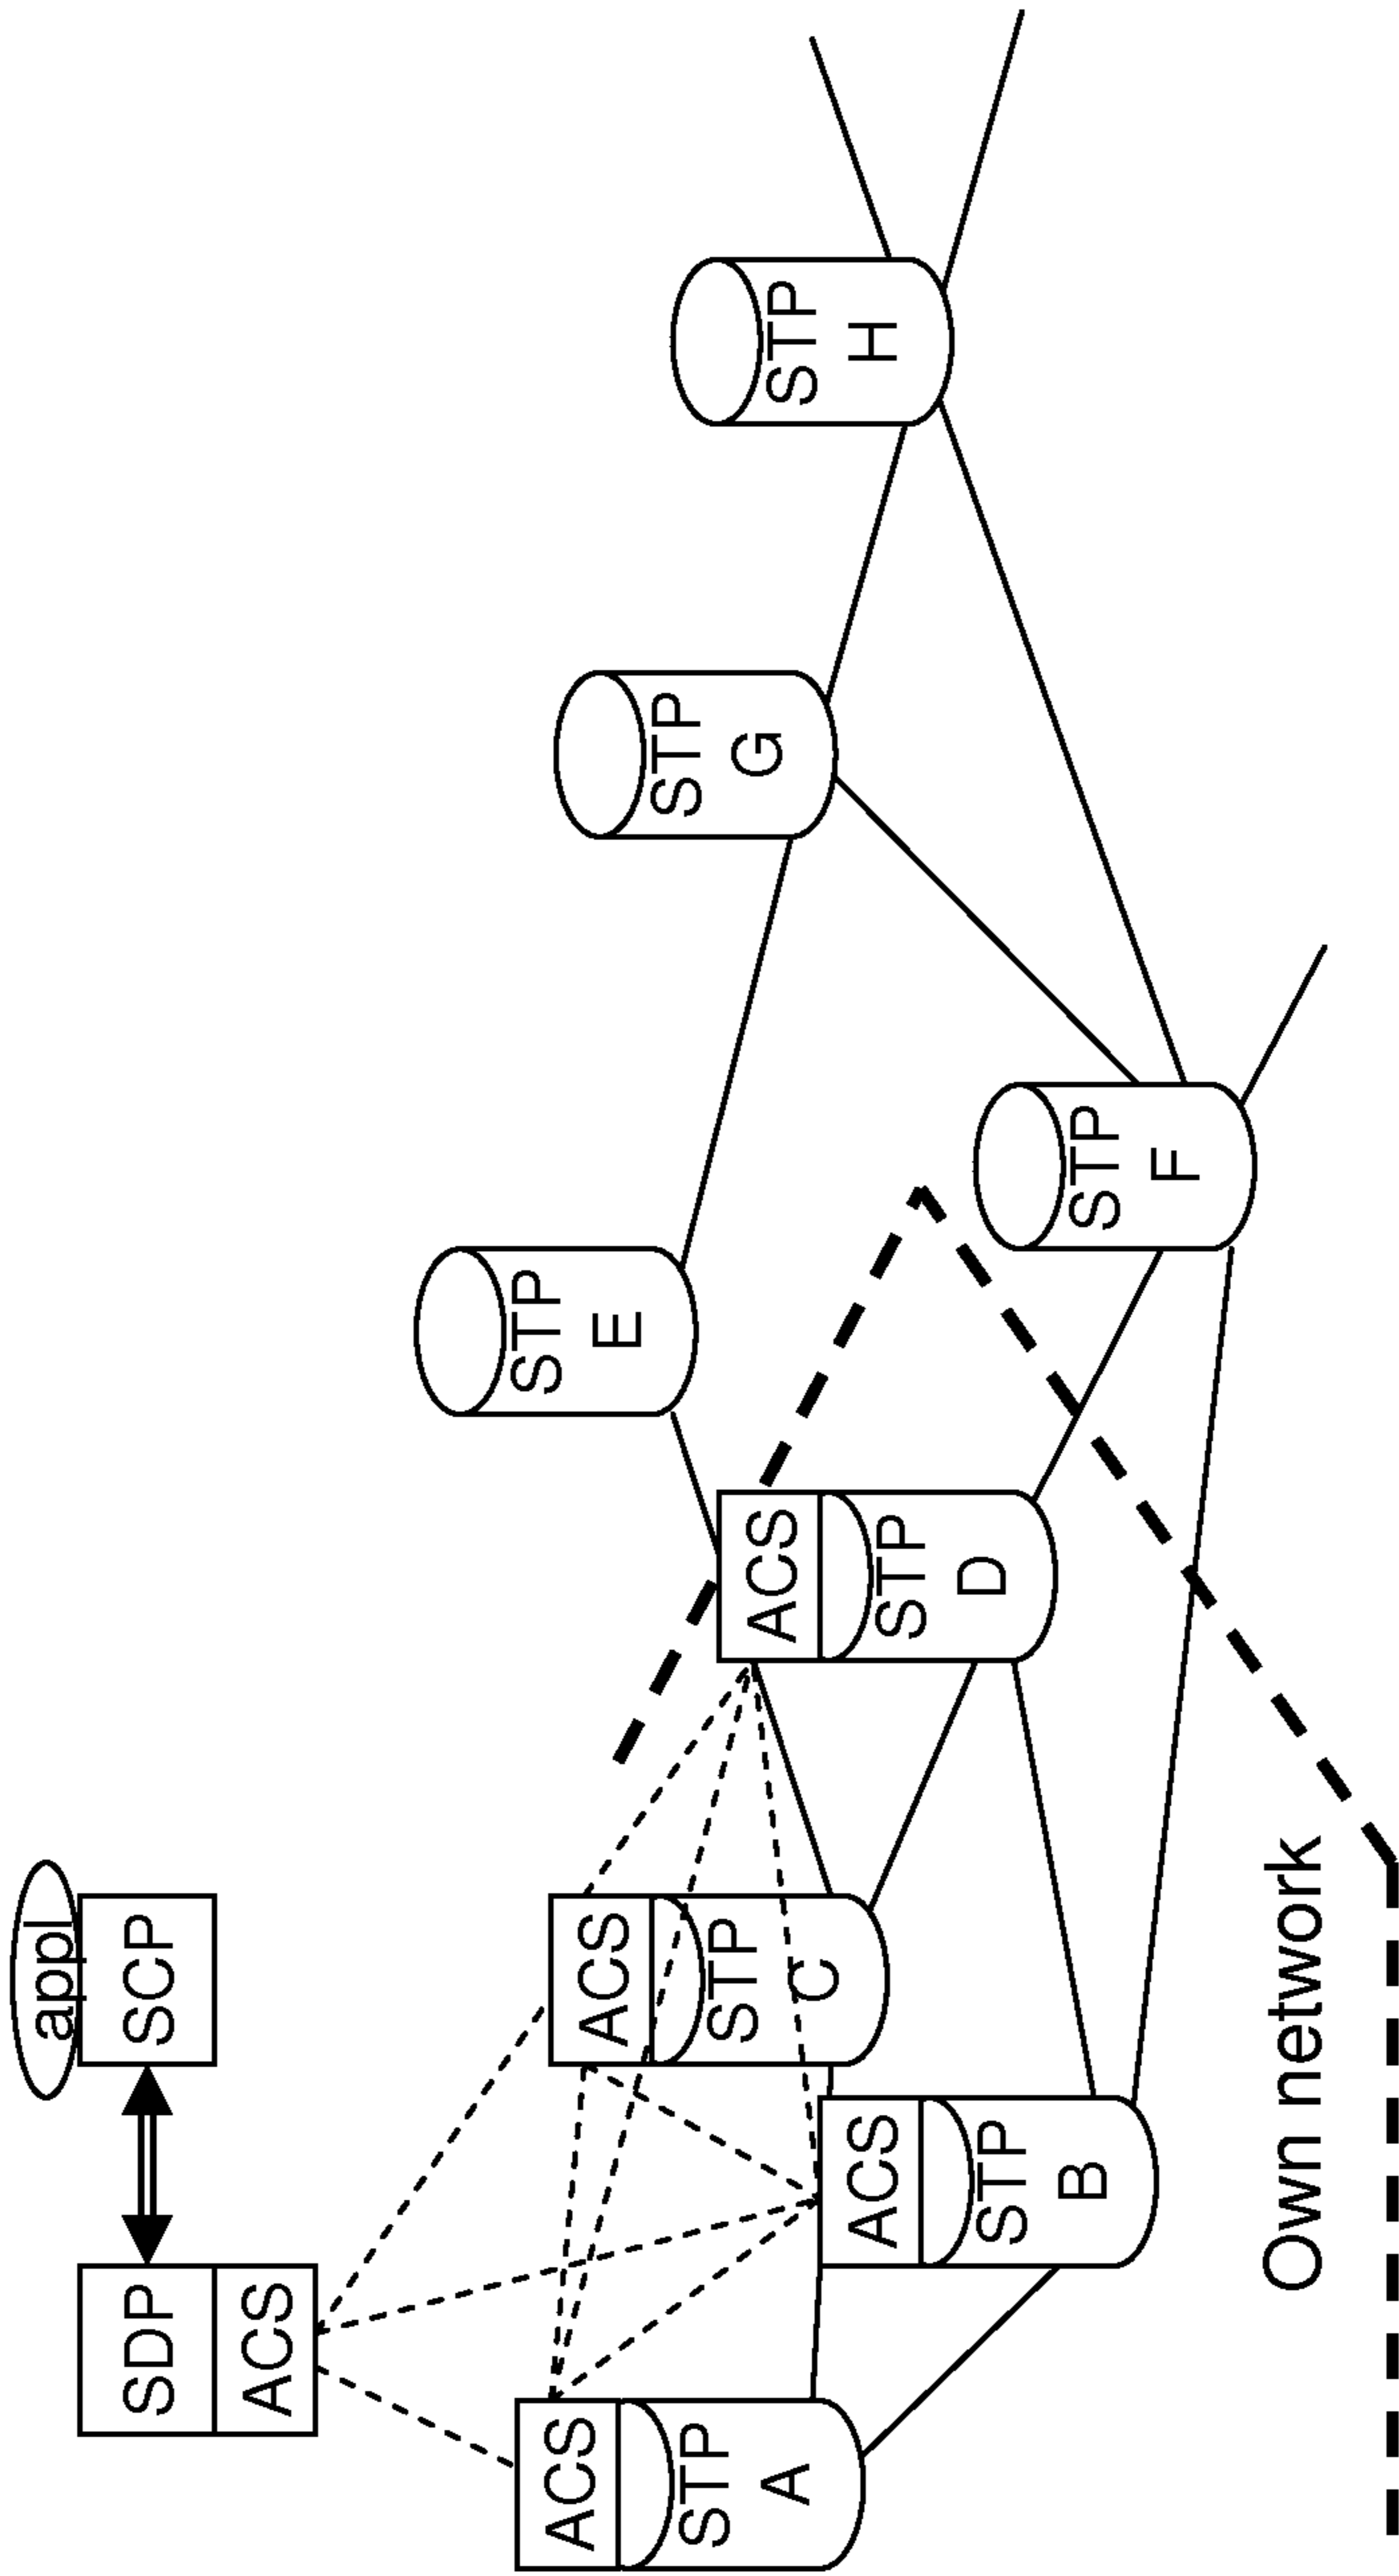 appl
SDP
SCP
ACS
ACS
STP
A
ACS
STP
B
ACS
STP
C
ACS
STP
D
STP
E
STP
F
STP
G
STP
H
Own network